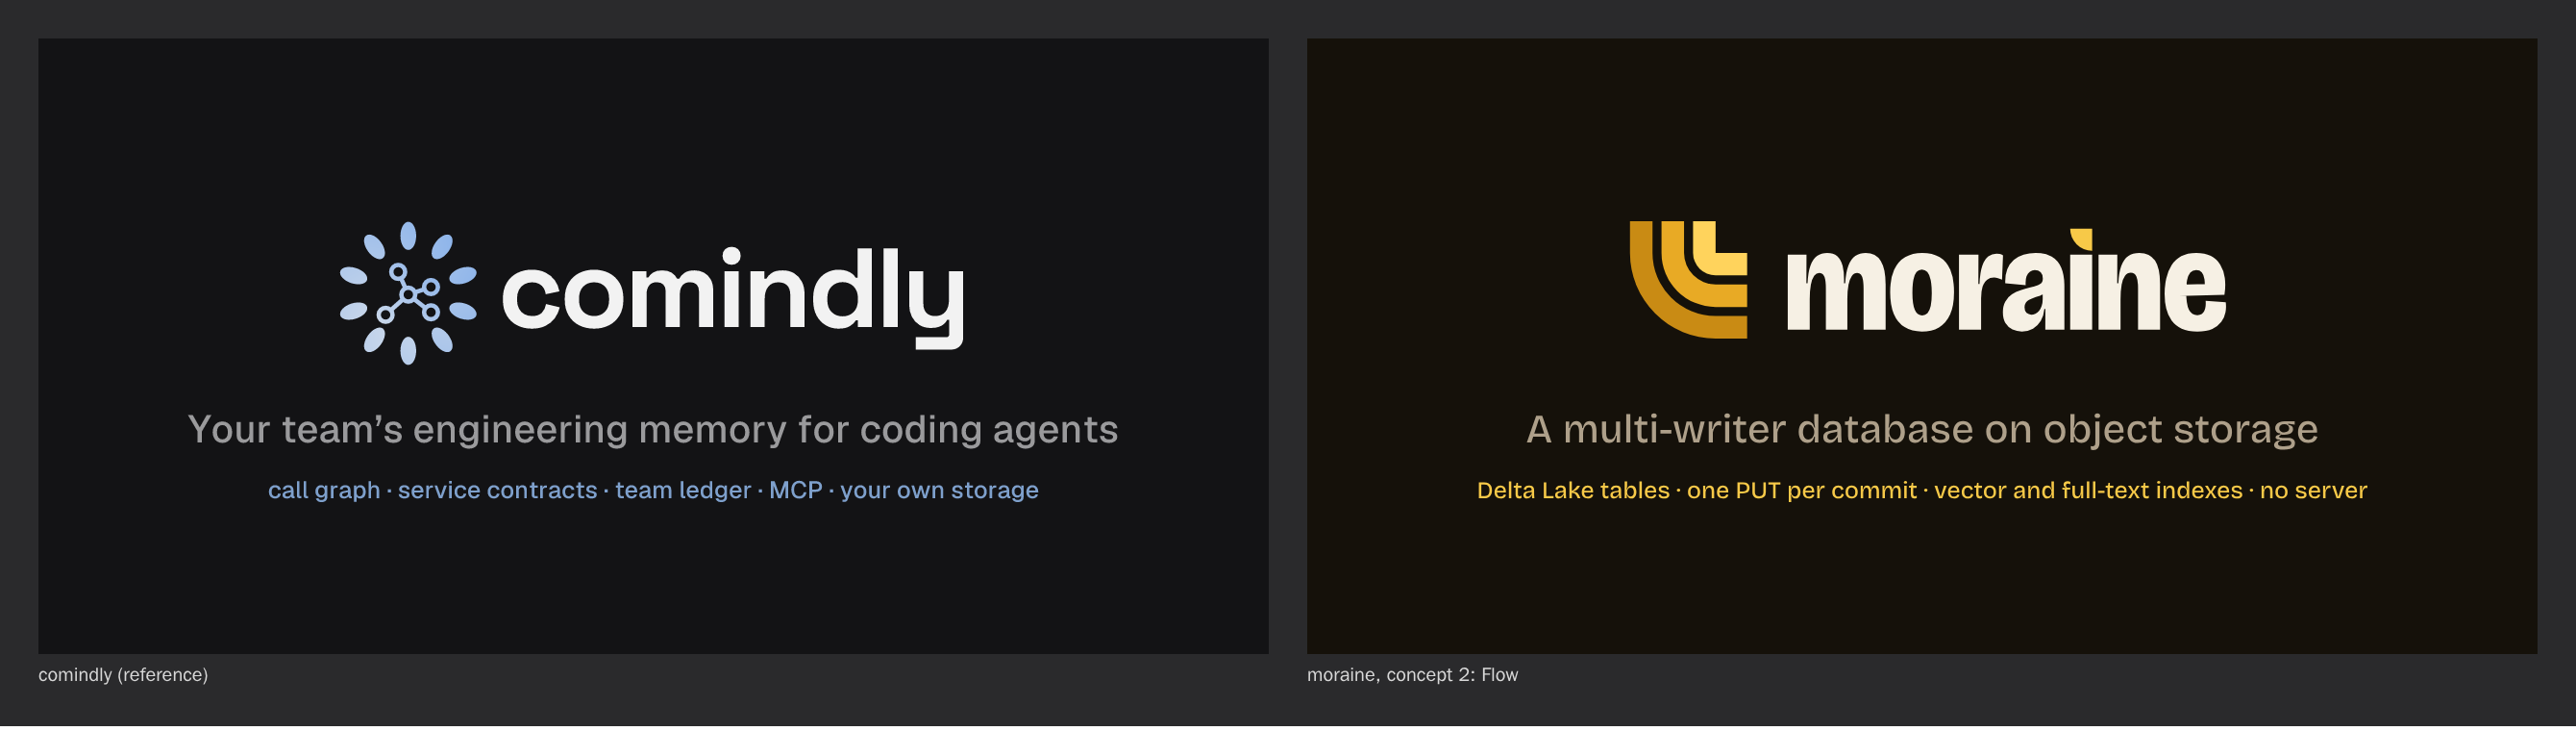 comindly
Your team’s engineering memory for coding agents
call graph · service contracts · team ledger · MCP · your own storage
comindly (reference)
moraine
A multi-writer database on object storage
Delta Lake tables · one PUT per commit · vector and full-text indexes · no server
moraine, concept 2: Flow